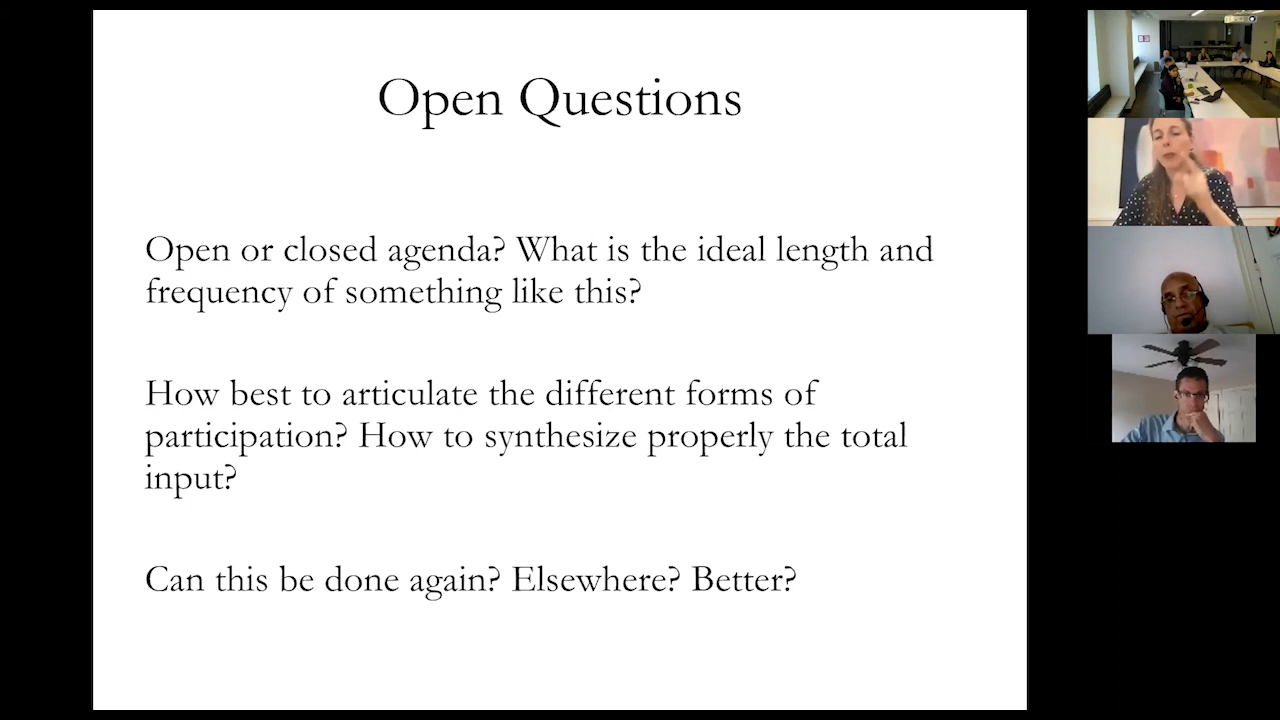 Open Questions
Open or closed agenda? What is the ideal length and
frequency of something like this?
How best to articulate the different forms of
participation? How to synthesize properly the total
input?
Can this be done again? Elsewhere? Better?